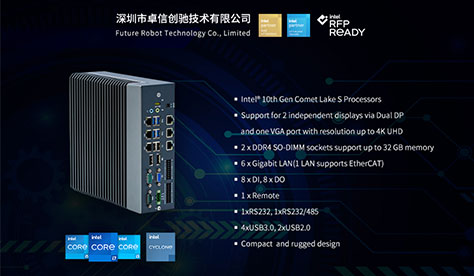 深圳市卓信创驰技术有限公司
Future Robot Technology Co., Limited
intel
partner
intel
partner
intel
RFP
READY
Intel® 10th Gen Comet Lake S Processors
Support for 2 independent displays via Dual DP
and one VGA port with resolution up to 4K UHD
2 x DDR4 SO-DIMM sockets support up to 32 GB memory
6 x Gigabit LAN(1 LAN supports EtherCAT)
8 x DI, 8 x DO
1 x Remote
1xRS232, 1xRS232/485
4xUSB3.0, 2xUSB2.0
Compact and rugged design
intel
CORE
i5
intel
CORE
i7
intel
CORE
intel
CYCLONE